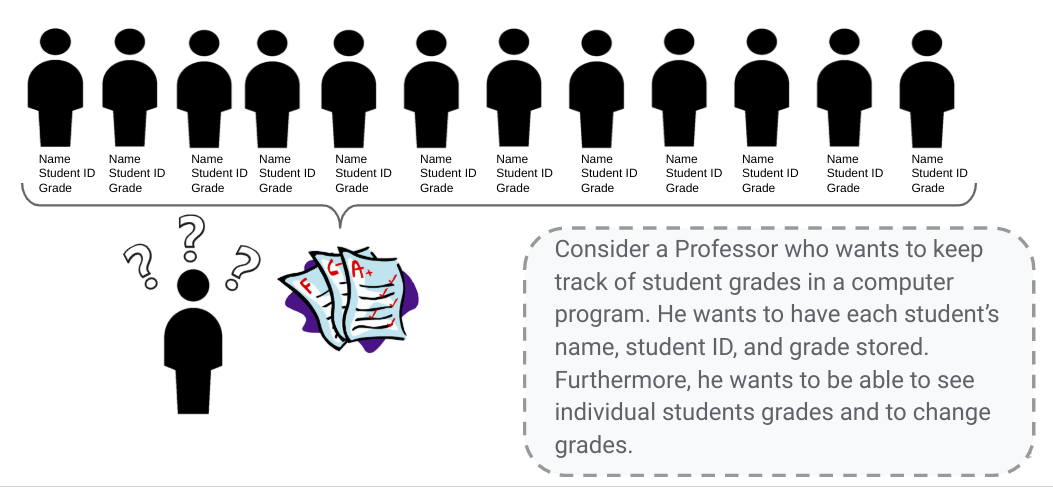 Name Name Name Name Name Name Name Name Name Name Name Name
Student ID Student ID Student ID Student ID Student ID Student ID Student ID Student ID Student ID Student ID Student ID Student ID
Grade Grade Grade Grade Grade Grade Grade Grade Grade Grade Grade Grade
? ? ?
F C- A+
Consider a Professor who wants to keep
track of student grades in a computer
program. He wants to have each student’s
name, student ID, and grade stored.
Furthermore, he wants to be able to see
individual students grades and to change
grades.